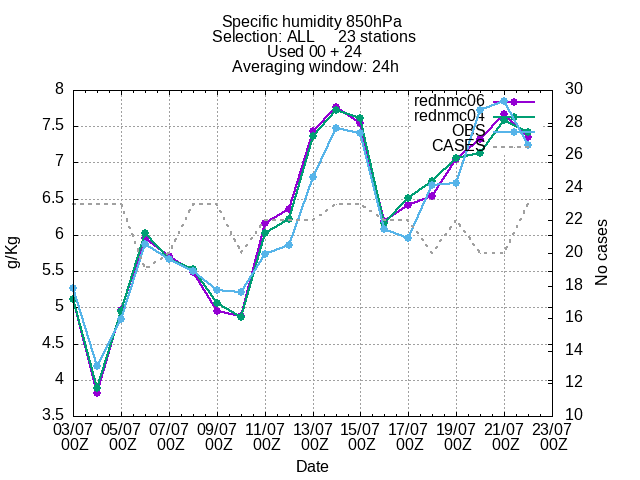 Specific humidity 850hPa
Selection: ALL 23 stations
Used 00 + 24
Averaging window: 24h
8
7.5
7
6.5
6
5.5
5
4.5
4
3.5
30
28
26
24
22
20
18
16
14
12
10
rednmc06
rednmc04
OBS
CASES
g/Kg
No cases
03/07 05/07 07/07 09/07 11/07 13/07 15/07 17/07 19/07 21/07 23/07
00Z 00Z 00Z 00Z 00Z 00Z 00Z 00Z 00Z 00Z 00Z
Date